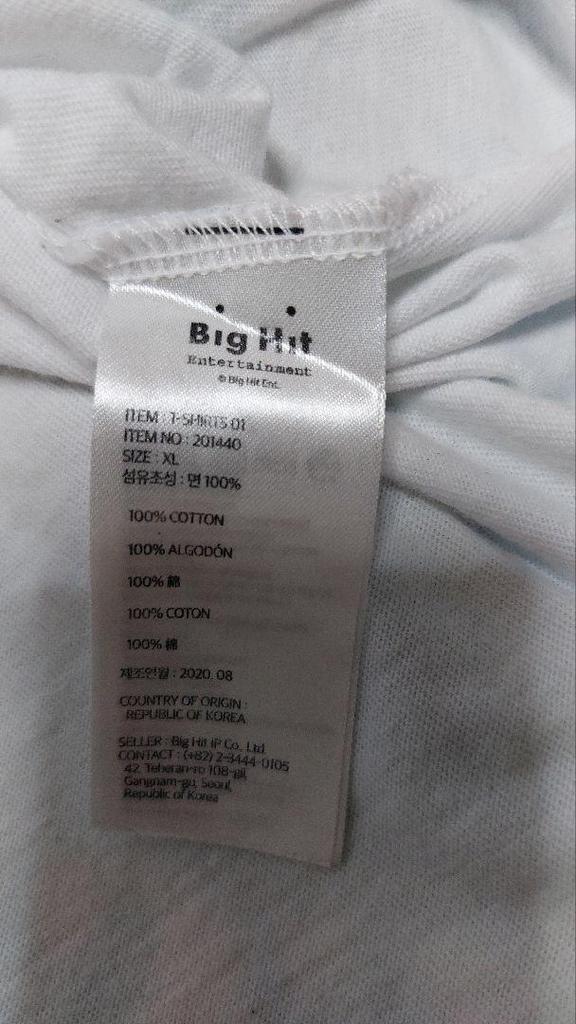 Big Hit
Entertainment
© Big Hit Ent.
ITEM : T-SHIRTS 01
ITEM NO : 201440
SIZE : XL
섬유조성 : 면 100%
100% COTTON
100% ALGODÓN
100% 綿
100% COTON
100% 綿
제조연월 : 2020. 08
COUNTRY OF ORIGIN :
REPUBLIC OF KOREA
SELLER : Big Hit IP Co., Ltd
CONTACT : (+82) 2-3444-0105
42, Teheran-ro 108-gil,
Gangnam-gu, Seoul,
Republic of Korea